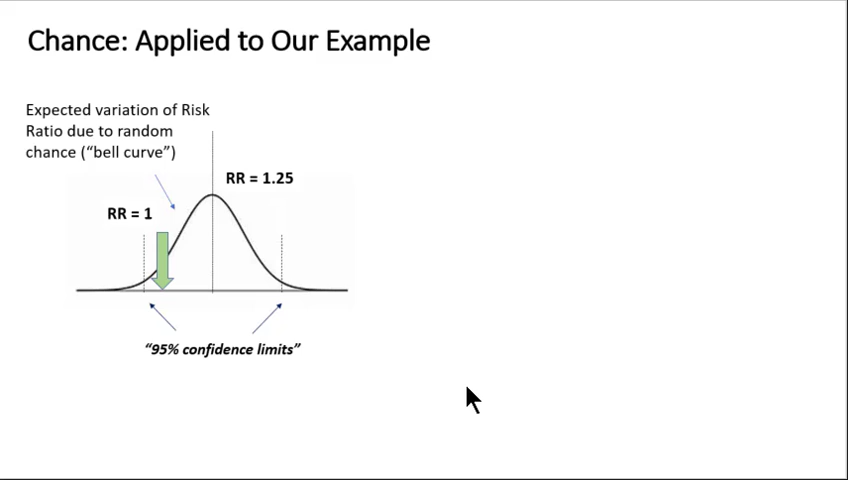 Chance: Applied to Our Example
Expected variation of Risk
Ratio due to random
chance (“bell curve”)
RR = 1.25
RR = 1
“95% confidence limits”